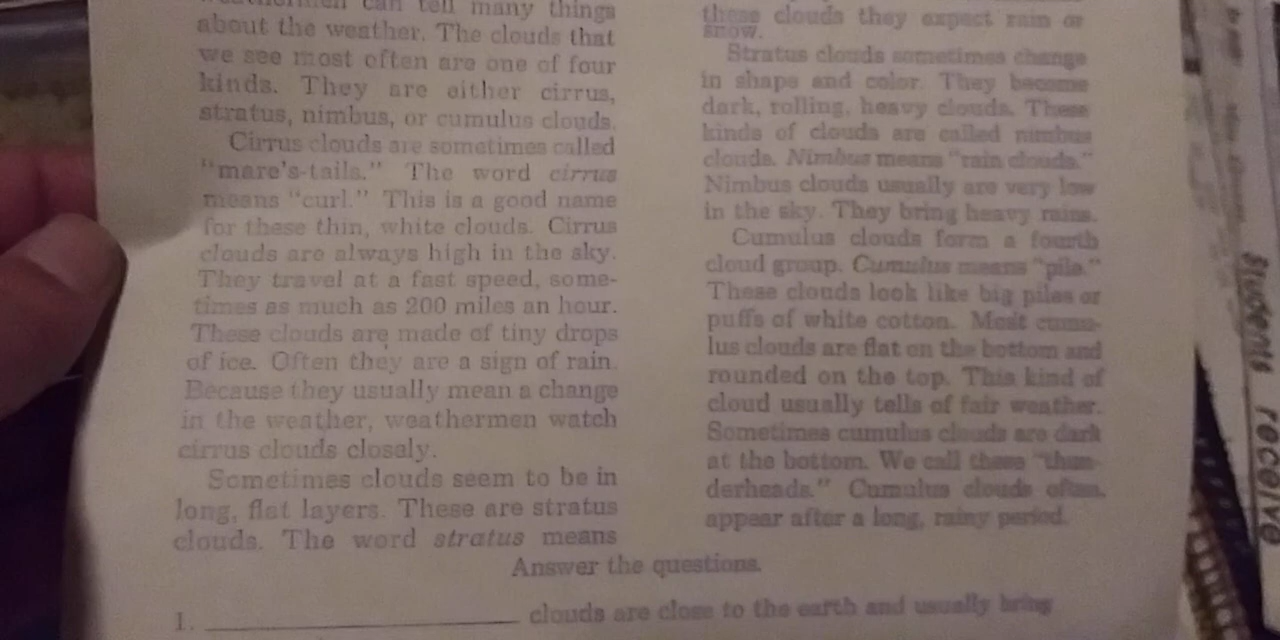 weathermen can tell many things
about the weather. The clouds that
we see most often are one of four
kinds. They are either cirrus,
stratus, nimbus, or cumulus clouds.
Cirrus clouds are sometimes called
"mare's-tails." The word cirrus
means "curl." This is a good name
for these thin, white clouds. Cirrus
clouds are always high in the sky.
They travel at a fast speed, some-
times as much as 200 miles an hour.
These clouds are made of tiny drops
of ice. Often they are a sign of rain.
Because they usually mean a change
in the weather, weathermen watch
cirrus clouds closely.
Sometimes clouds seem to be in
long, flat layers. These are stratus
clouds. The word stratus means
these clouds they expect rain or
snow.
Stratus clouds sometimes change
in shape and color. They become
dark, rolling, heavy clouds. These
kinds of clouds are called nimbus
clouds. Nimbus means "rain clouds."
Nimbus clouds usually are very low
in the sky. They bring heavy rains.
Cumulus clouds form a fourth
cloud group. Cumulus means "pile."
These clouds look like big piles or
puffs of white cotton. Most cumu-
lus clouds are flat on the bottom and
rounded on the top. This kind of
cloud usually tells of fair weather.
Sometimes cumulus clouds are dark
at the bottom. We call these "thun-
derheads." Cumulus clouds often
appear after a long, rainy period.
Answer the questions.
1. clouds are close to the earth and usually bring
Students receive